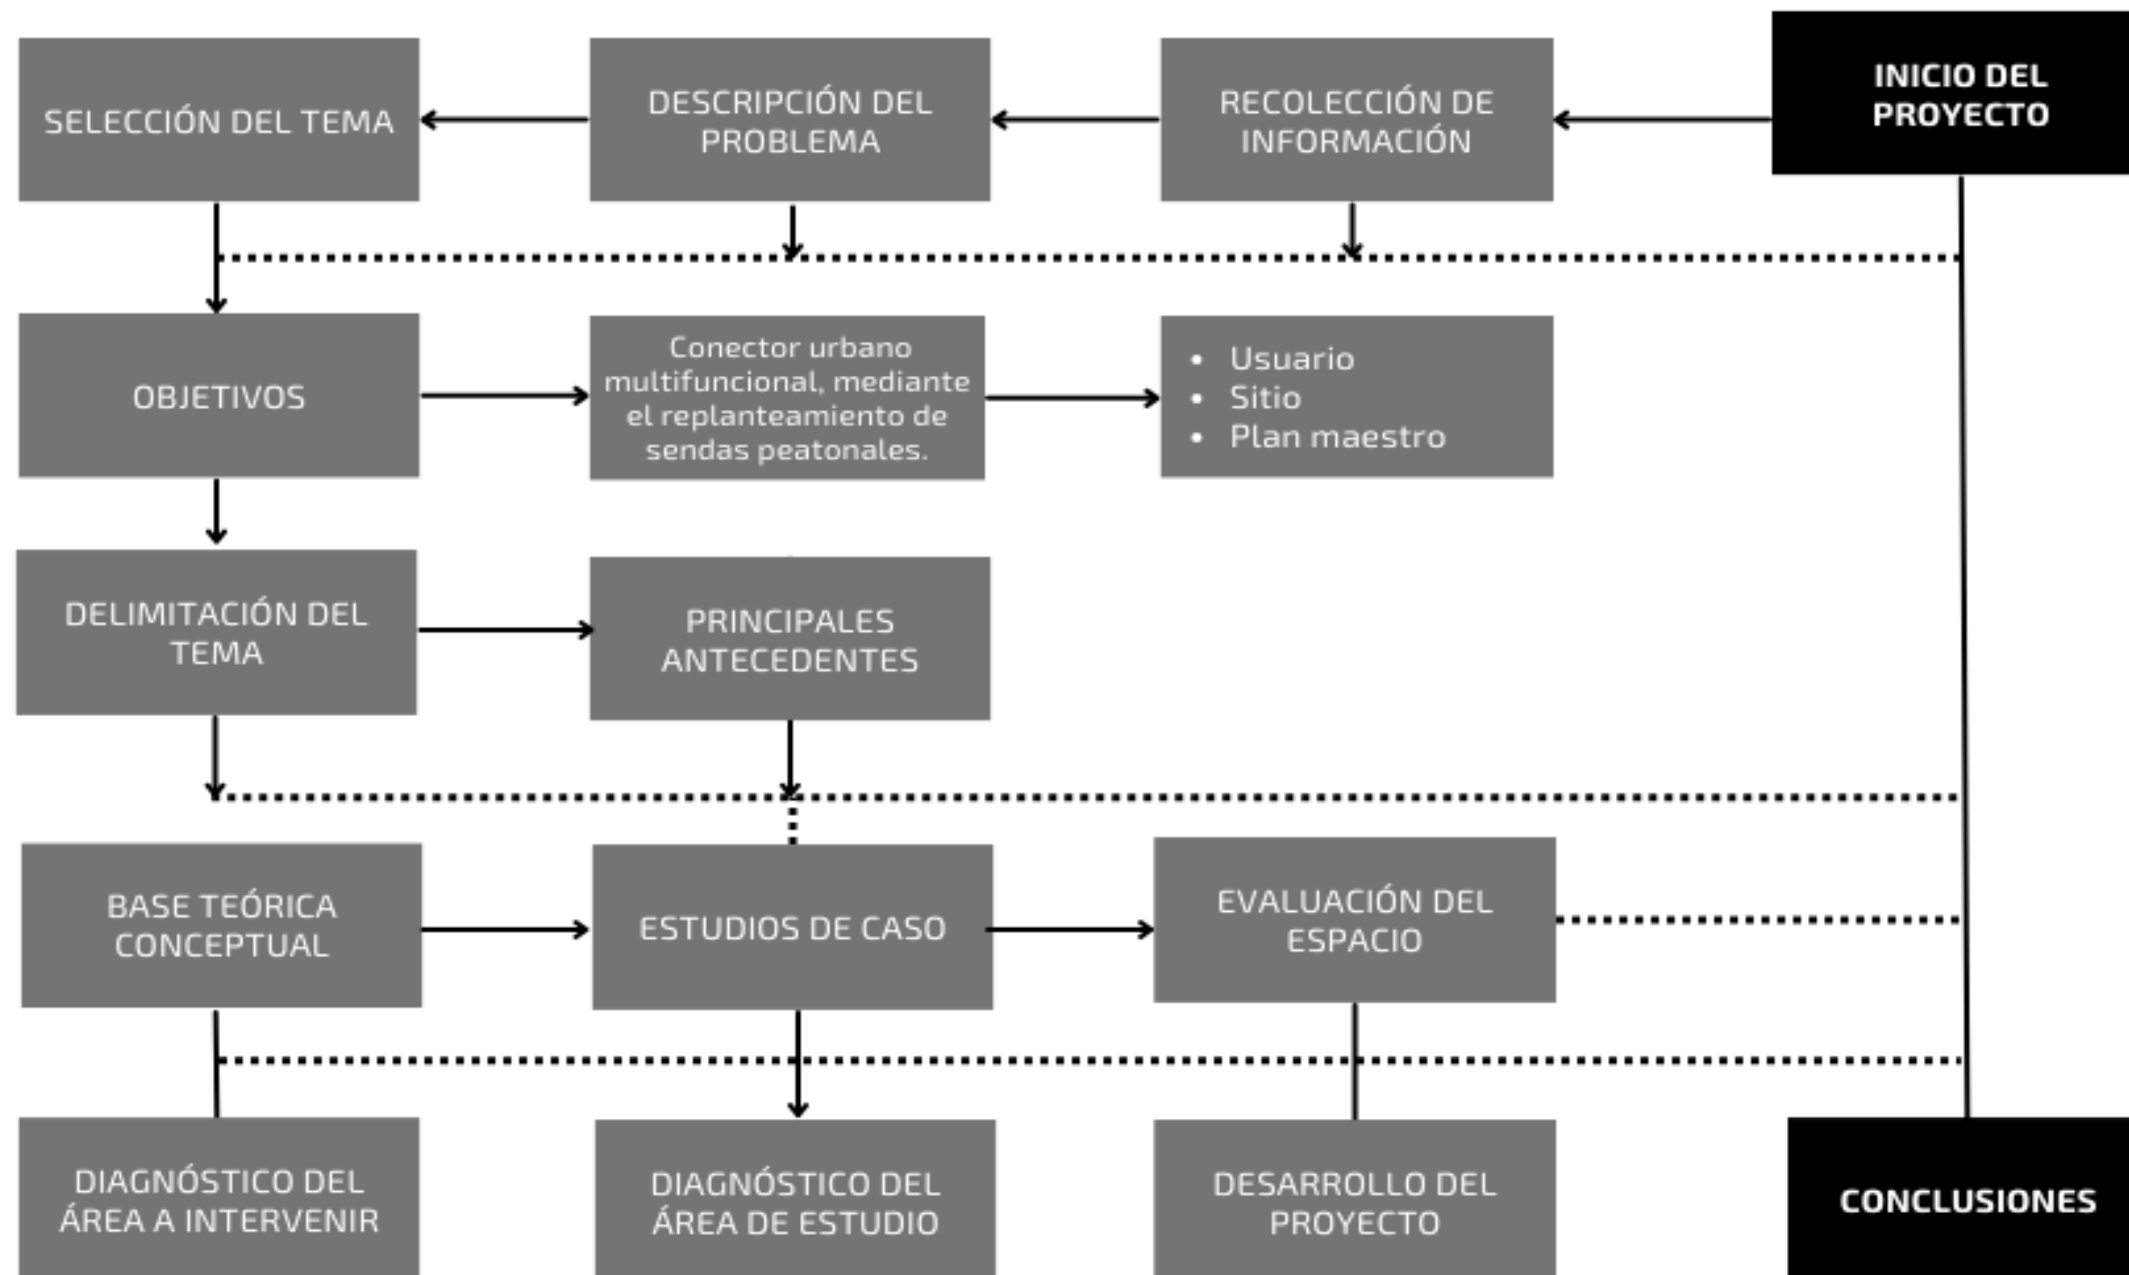 SELECCIÓN DEL TEMA
DESCRIPCIÓN DEL
PROBLEMA
RECOLECCIÓN DE
INFORMACIÓN
INICIO DEL
PROYECTO
OBJETIVOS
Conector urbano
multifuncional, mediante
el replanteamiento de
sendas peatonales.
• Usuario
• Sitio
• Plan maestro
DELIMITACIÓN DEL
TEMA
PRINCIPALES
ANTECEDENTES
BASE TEÓRICA
CONCEPTUAL
ESTUDIOS DE CASO
EVALUACIÓN DEL
ESPACIO
DIAGNÓSTICO DEL
ÁREA A INTERVENIR
DIAGNÓSTICO DEL
ÁREA DE ESTUDIO
DESARROLLO DEL
PROYECTO
CONCLUSIONES